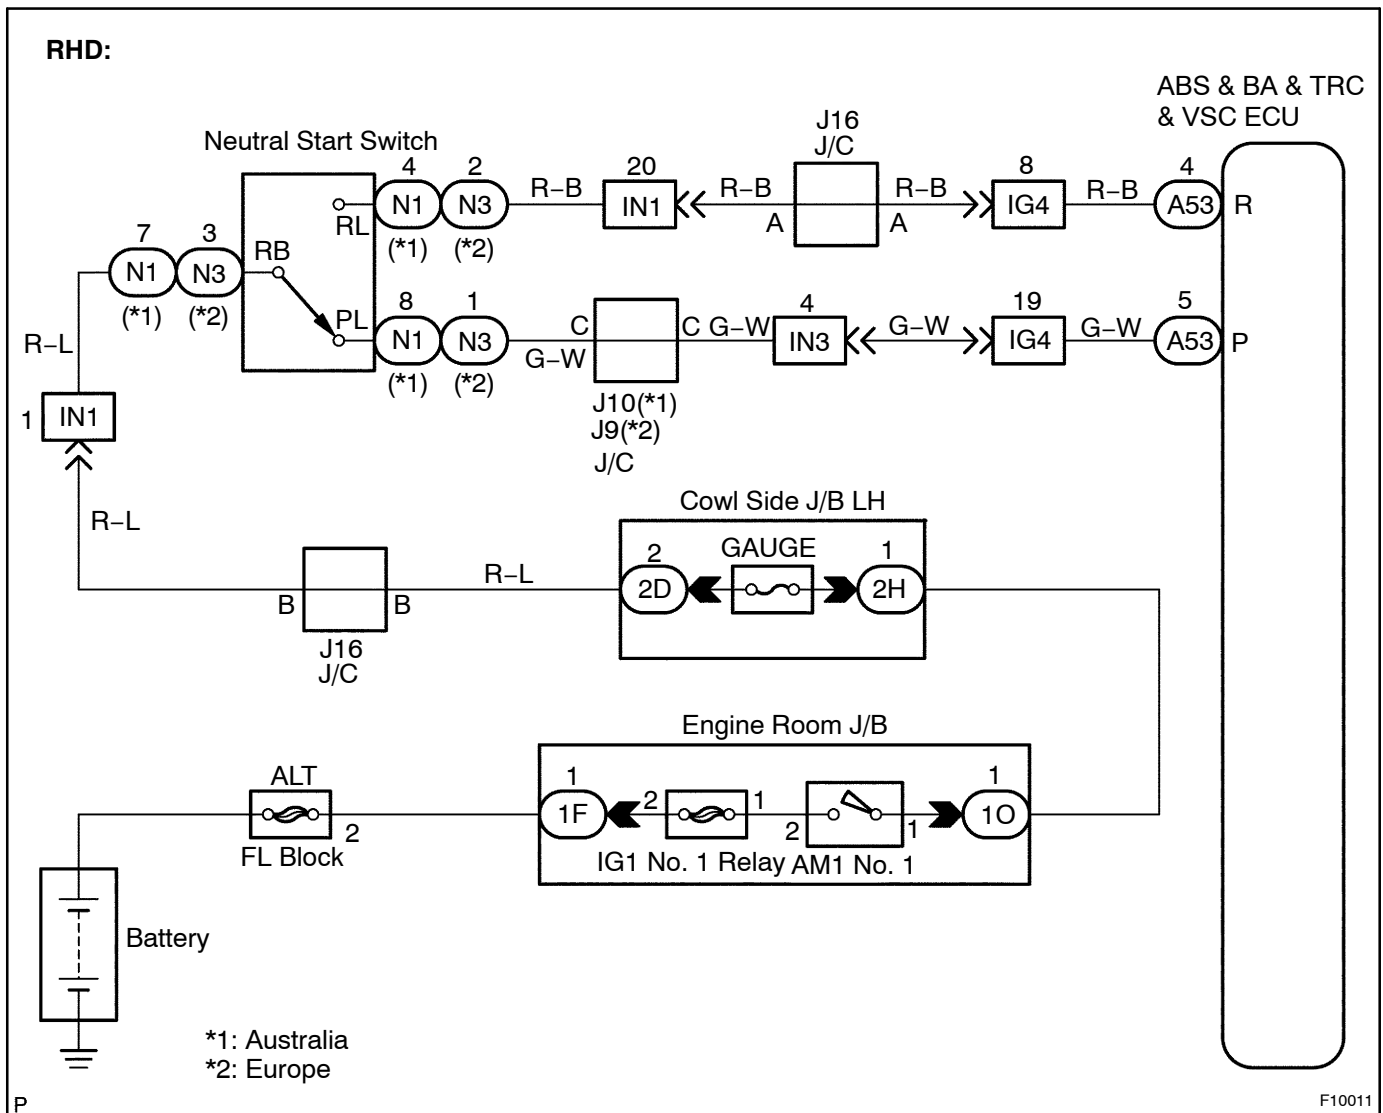 RHD:
ABS & BA & TRC
& VSC ECU
Neutral Start Switch
J16
J/C
4
2
20
8
4
N1
N3
R–B
IN1
R–B
R–B
IG4
R–B
A53
R
RL
(*1)
(*2)
A
A
7
3
RB
N1
N3
(*1)
(*2)
PL
8
1
4
19
5
N1
N3
C
C
G–W
IN3
G–W
IG4
G–W
A53
P
(*1)
(*2)
G–W
J10(*1)
J9(*2)
J/C
R–L
1
IN1
R–L
Cowl Side J/B LH
2
GAUGE
1
R–L
2D
2H
B
B
J16
J/C
Engine Room J/B
ALT
1
1
1F
2
1
2
1
1O
2
FL Block
IG1 No. 1 Relay
AM1 No. 1
Battery
*1: Australia
*2: Europe
P
F10011